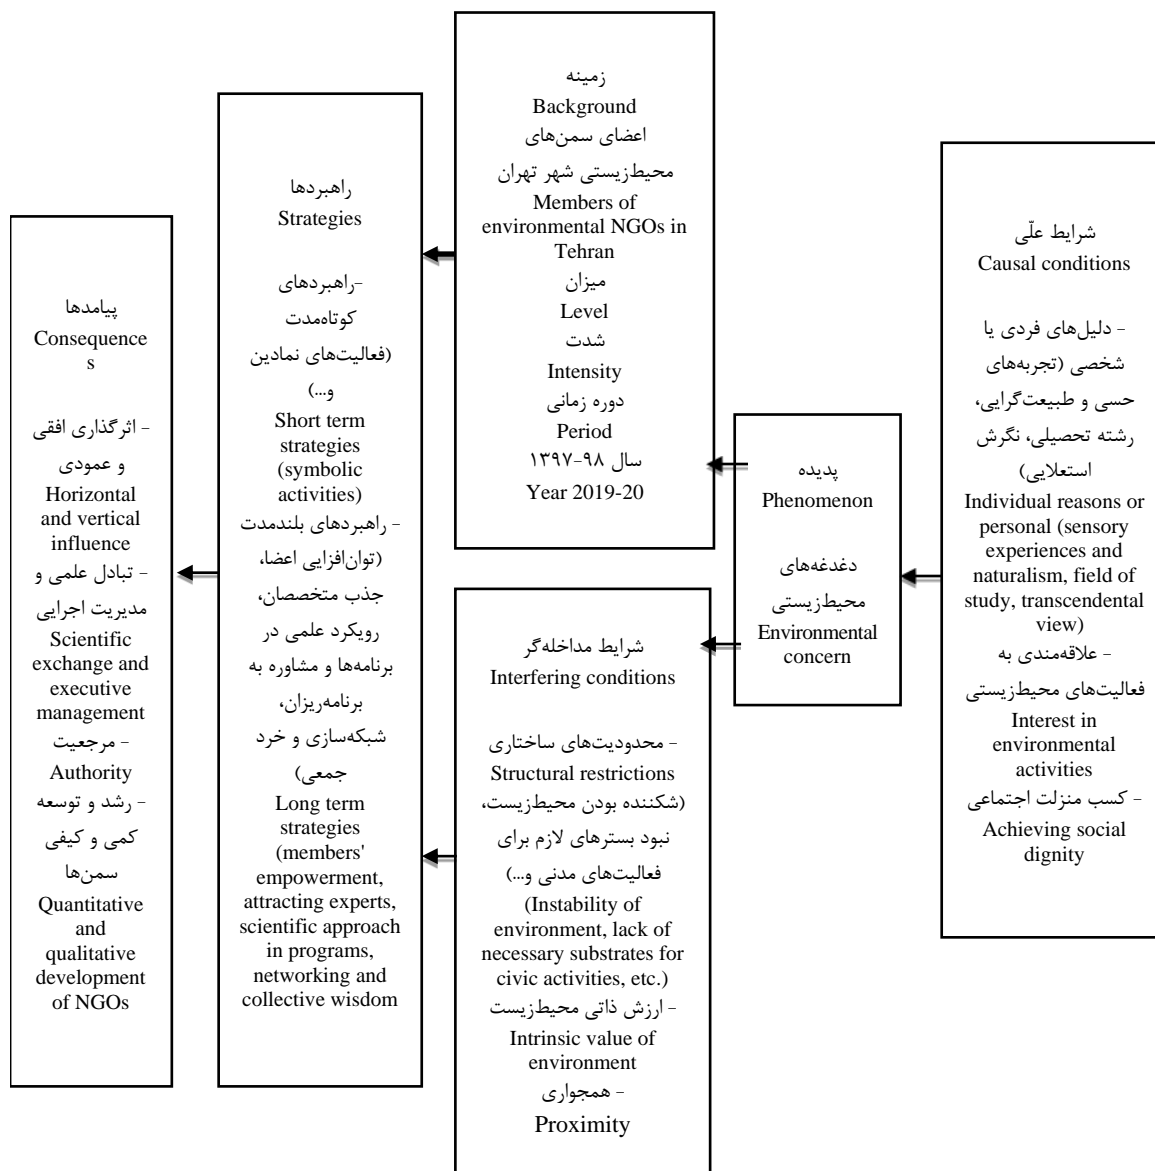 شرایط علّی
Causal conditions
- دلیل‌های فردی یا
شخصی (تجربه‌های
حسی و طبیعت‌گرایی،
رشته تحصیلی، نگرش
استعلایی)
Individual reasons or
personal (sensory
experiences and
naturalism, field of
study, transcendental
view)
- علاقه‌مندی به
فعالیت‌های محیط‌زیستی
Interest in
environmental
activities
- کسب منزلت اجتماعی
Achieving social
dignity
پدیده
Phenomenon
دغدغه‌های
محیط‌زیستی
Environmental
concern
زمینه
Background
اعضای سمن‌های
محیط‌زیستی شهر تهران
Members of
environmental NGOs in
Tehran
میزان
Level
شدت
Intensity
دوره زمانی
Period
سال ۹۸-۱۳۹۷
Year 2019-20
شرایط مداخله‌گر
Interfering conditions
- محدودیت‌های ساختاری
Structural restrictions
(شکننده بودن محیط‌زیست،
نبود بسترهای لازم برای
فعالیت‌های مدنی و...)
(Instability of
environment, lack of
necessary substrates for
civic activities, etc.)
- ارزش ذاتی محیط‌زیست
Intrinsic value of
environment
- همجواری
Proximity
راهبردها
Strategies
-راهبردهای
کوتاه‌مدت
(فعالیت‌های نمادین
و...)
Short term
strategies
(symbolic
activities)
- راهبردهای بلندمدت
(توان‌افزایی اعضا،
جذب متخصصان،
رویکرد علمی در
برنامه‌ها و مشاوره به
برنامه‌ریزان،
شبکه‌سازی و خرد
جمعی)
Long term
strategies
(members'
empowerment,
attracting experts,
scientific approach
in programs,
networking and
collective wisdom
پیامدها
Consequence
s
- اثرگذاری افقی
و عمودی
Horizontal
and vertical
influence
- تبادل علمی و
مدیریت اجرایی
Scientific
exchange and
executive
management
- مرجعیت
Authority
- رشد و توسعه
کمی و کیفی
سمن‌ها
Quantitative
and
qualitative
development
of NGOs